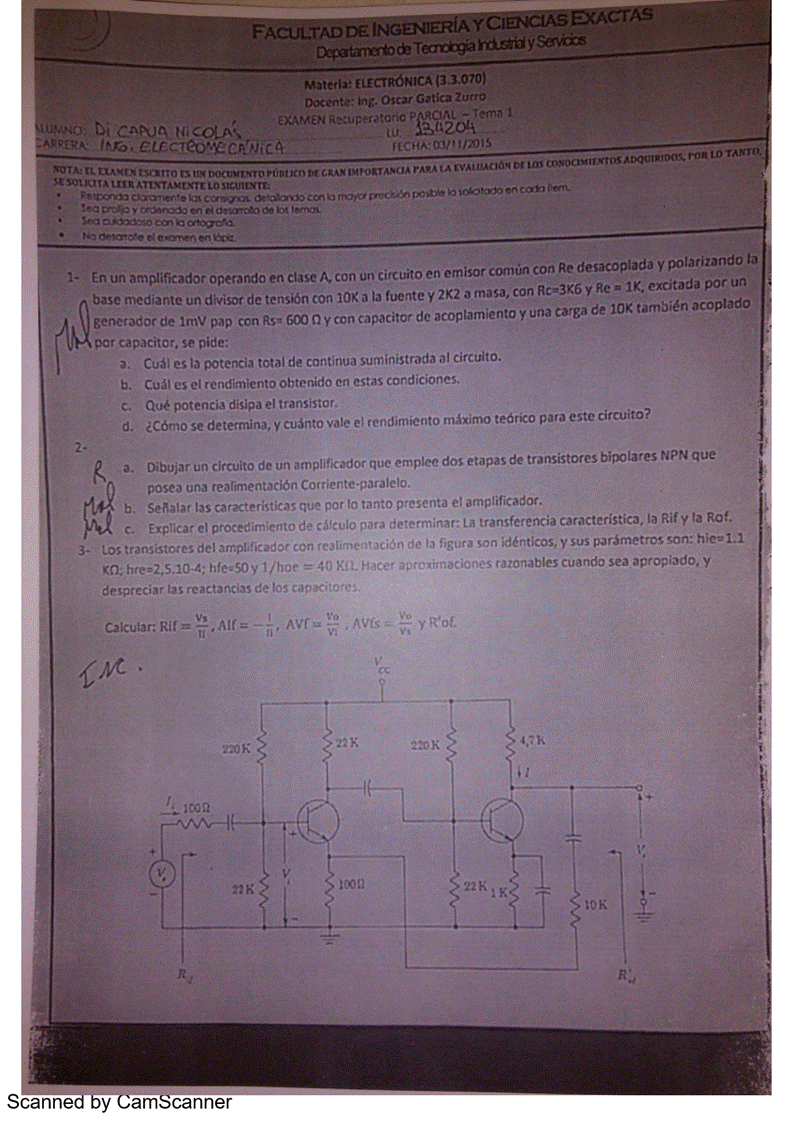 FACULTAD DE INGENIERÍA Y CIENCIAS EXACTAS
Departamento de Tecnología Industrial y Servicios
Materia: ELECTRÓNICA (3.3.070)
Docente: Ing. Oscar Gatica Zurro
EXAMEN Recuperatorio PARCIAL – Tema 1
ALUMNO: Di CAPUA NICOLÁS LU: 134204
CARRERA: ING. ELECTROMECÁNICA FECHA: 03/11/2015
NOTA: EL EXAMEN ESCRITO ES UN DOCUMENTO PÚBLICO DE GRAN IMPORTANCIA PARA LA EVALUACIÓN DE LOS CONOCIMIENTOS ADQUIRIDOS, POR LO TANTO,
SE SOLICITA LEER ATENTAMENTE LO SIGUIENTE:
• Responda claramente las consignas, detallando con la mayor precisión posible lo solicitado en cada ítem.
• Sea prolijo y ordenado en el desarrollo de los temas.
• Sea cuidadoso con la ortografía.
• No desarrolle el examen en lápiz.
1- En un amplificador operando en clase A, con un circuito en emisor común con Re desacoplada y polarizando la
base mediante un divisor de tensión con 10K a la fuente y 2K2 a masa, con Rc=3K6 y Re = 1K, excitada por un
generador de 1mV pap con Rs= 600 Ω y con capacitor de acoplamiento y una carga de 10K también acoplado
por capacitor, se pide:
Mal
a. Cuál es la potencia total de continua suministrada al circuito.
b. Cuál es el rendimiento obtenido en estas condiciones.
c. Qué potencia disipa el transistor.
d. ¿Cómo se determina, y cuánto vale el rendimiento máximo teórico para este circuito?
2-
R a. Dibujar un circuito de un amplificador que emplee dos etapas de transistores bipolares NPN que
posea una realimentación Corriente-paralelo.
Mal b. Señalar las características que por lo tanto presenta el amplificador.
Mal c. Explicar el procedimiento de cálculo para determinar: La transferencia característica, la Rif y la Rof.
3- Los transistores del amplificador con realimentación de la figura son idénticos, y sus parámetros son: hie=1.1
KΩ; hre=2,5.10-4; hfe=50 y 1/hoe = 40 KΩ. Hacer aproximaciones razonables cuando sea apropiado, y
despreciar las reactancias de los capacitores.
Calcular: Rif = Vs/Ii, AIf = − I/Ii, AVf = Vo/Vi, AVfs = Vo/Vs y R'of.
INC.
Vcc
220 K 22 K 220 K 4,7 K
I
Ii 100 Ω
+ + +
Vs Vi
− − −
22 K 100 Ω 22 K 1 K 10 K
Rif R'of
Scanned by CamScanner